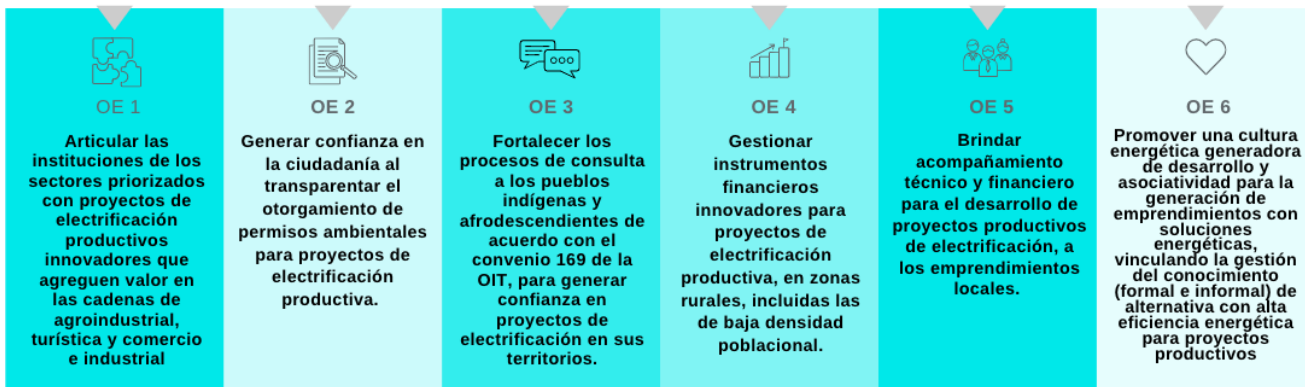 OE 1
Articular las
instituciones de los
sectores priorizados
con proyectos de
electrificación
productivos
innovadores que
agreguen valor en
las cadenas de
agroindustrial,
turística y comercio
e industrial
OE 2
Generar confianza en
la ciudadanía al
transparentar el
otorgamiento de
permisos ambientales
para proyectos de
electrificación
productiva.
OE 3
Fortalecer los
procesos de consulta
a los pueblos
indígenas y
afrodescendientes de
acuerdo con el
convenio 169 de la
OIT, para generar
confianza en
proyectos de
electrificación en sus
territorios.
OE 4
Gestionar
instrumentos
financieros
innovadores para
proyectos de
electrificación
productiva, en zonas
rurales, incluidas las
de baja densidad
poblacional.
OE 5
Brindar
acompañamiento
técnico y financiero
para el desarrollo de
proyectos productivos
de electrificación, a
los emprendimientos
locales.
OE 6
Promover una cultura
energética generadora
de desarrollo y
asociatividad para la
generación de
emprendimientos con
soluciones
energéticas,
vinculando la gestión
del conocimiento
(formal e informal) de
alternativa con alta
eficiencia energética
para proyectos
productivos